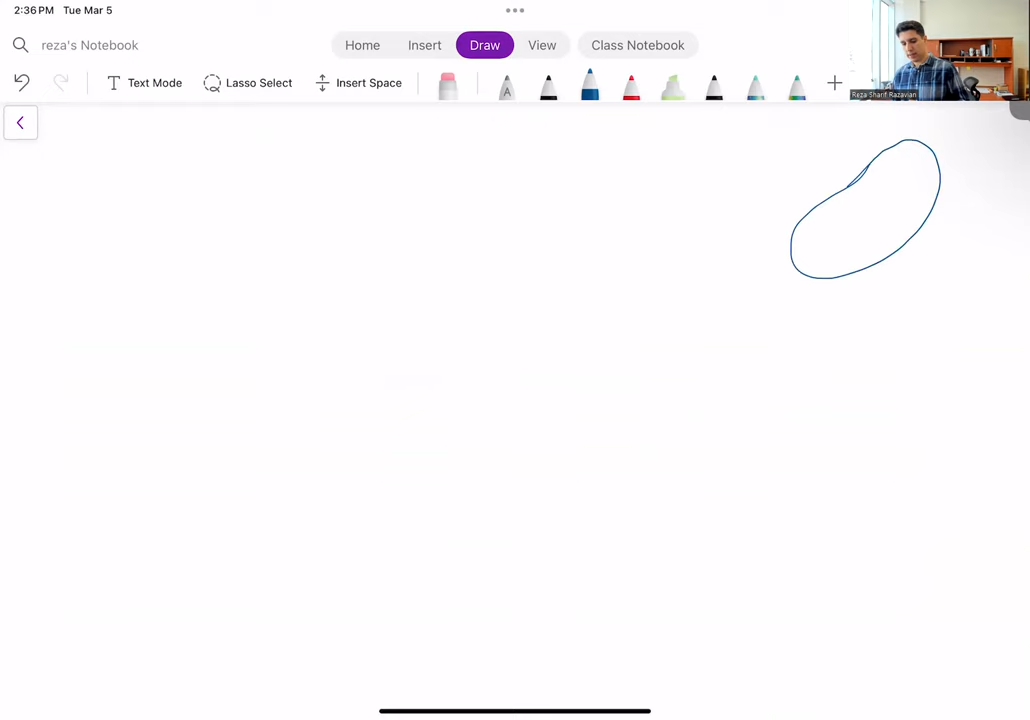 2:36 PM Tue Mar 5
reza's Notebook
Home Insert Draw View Class Notebook
Text Mode Lasso Select Insert Space
A
Reza Sharif Razavian